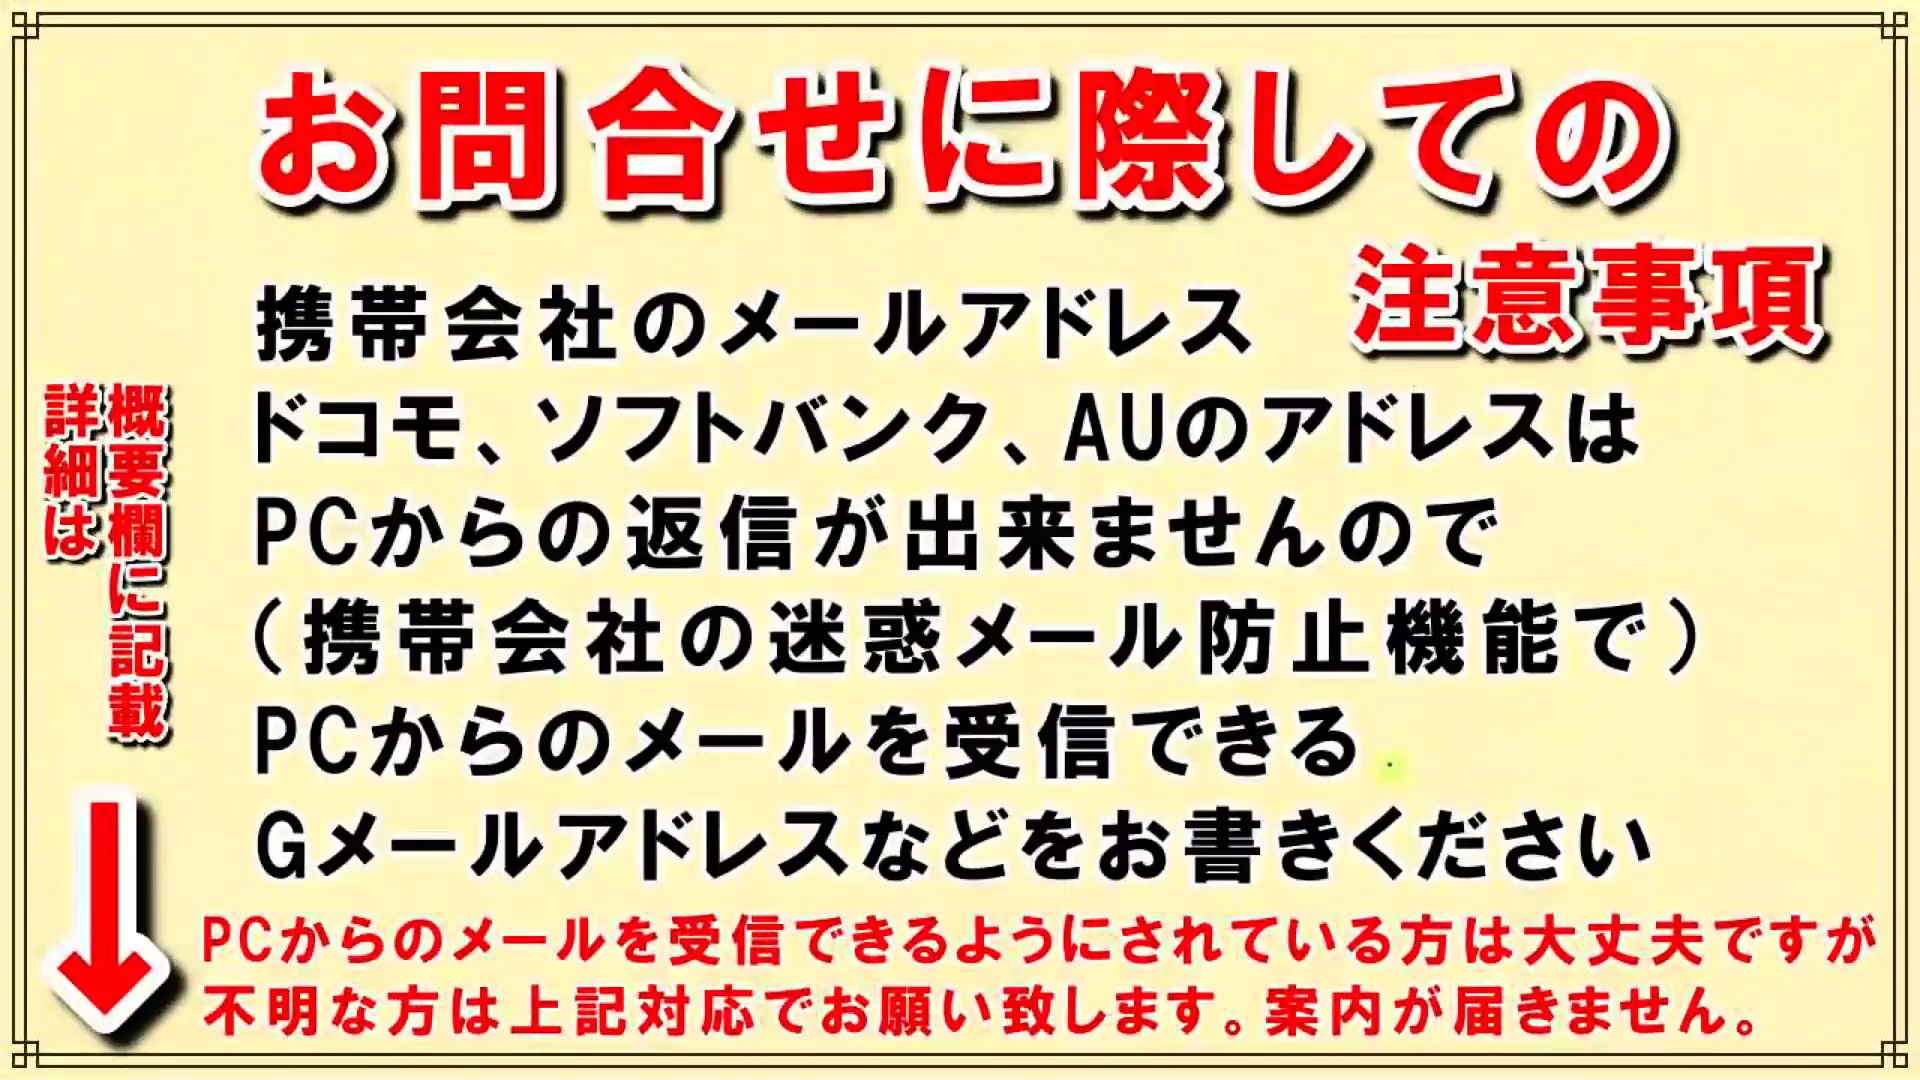 お問合せに際しての
注意事項
携帯会社のメールアドレス
ドコモ、ソフトバンク、AUのアドレスは
PCからの返信が出来ませんので
（携帯会社の迷惑メール防止機能で）
PCからのメールを受信できる
Gメールアドレスなどをお書きください
詳細は
概要欄に記載
PCからのメールを受信できるようにされている方は大丈夫ですが
不明な方は上記対応でお願い致します。案内が届きません。